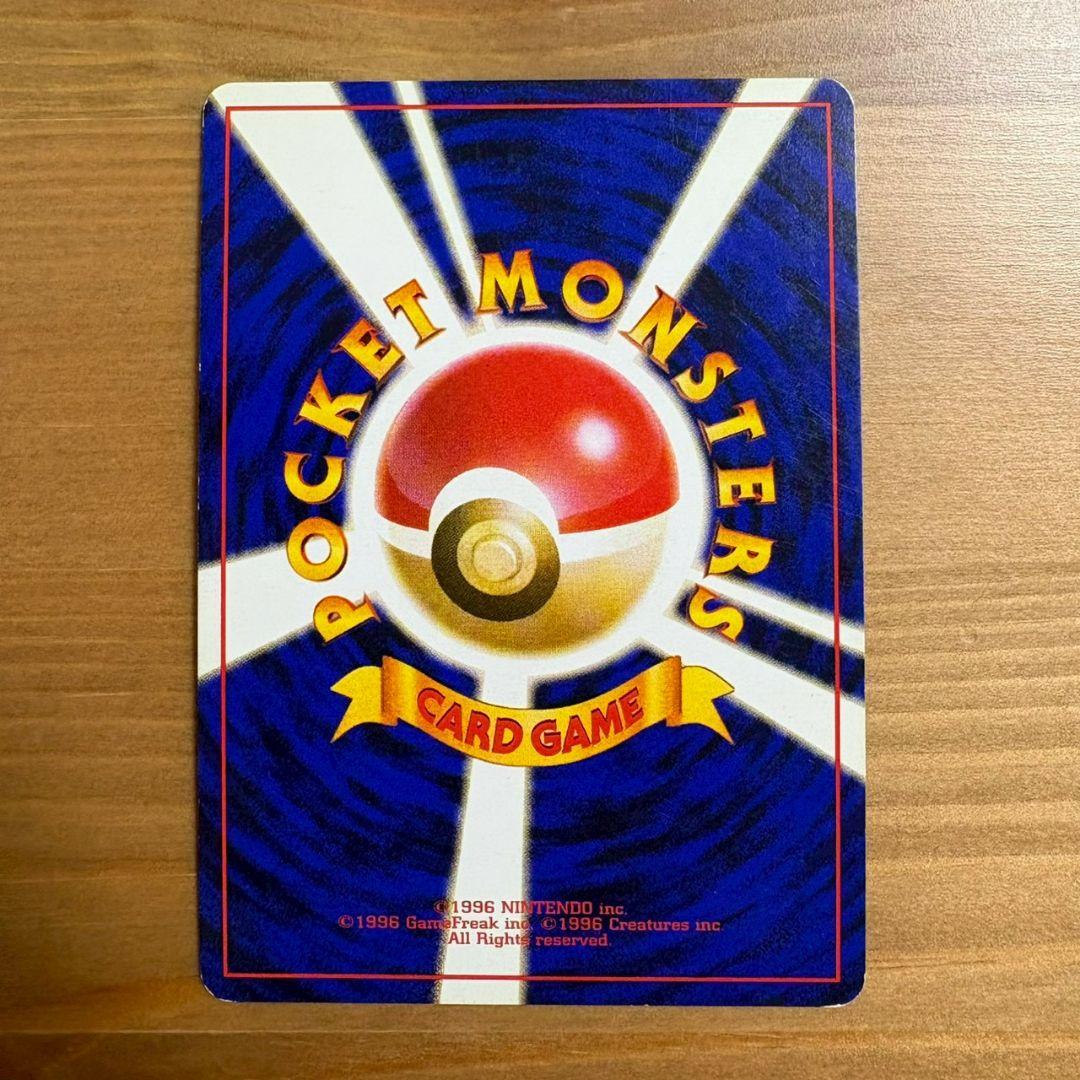 POCKET MONSTERS
CARD GAME
©1996 NINTENDO inc.
©1996 GameFreak inc. ©1996 Creatures inc.
All Rights reserved.